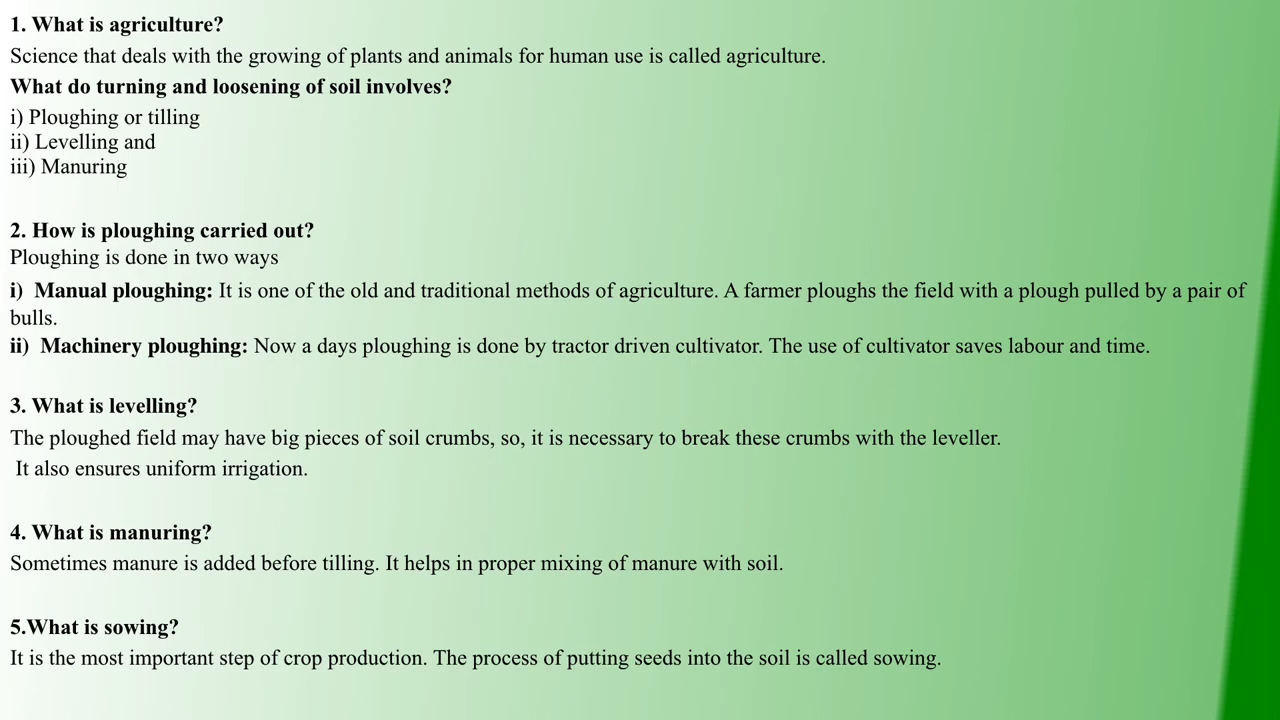 1. What is agriculture?
Science that deals with the growing of plants and animals for human use is called agriculture.
What do turning and loosening of soil involves?
i) Ploughing or tilling
ii) Levelling and
iii) Manuring
2. How is ploughing carried out?
Ploughing is done in two ways
i) Manual ploughing: It is one of the old and traditional methods of agriculture. A farmer ploughs the field with a plough pulled by a pair of
bulls.
ii) Machinery ploughing: Now a days ploughing is done by tractor driven cultivator. The use of cultivator saves labour and time.
3. What is levelling?
The ploughed field may have big pieces of soil crumbs, so, it is necessary to break these crumbs with the leveller.
It also ensures uniform irrigation.
4. What is manuring?
Sometimes manure is added before tilling. It helps in proper mixing of manure with soil.
5.What is sowing?
It is the most important step of crop production. The process of putting seeds into the soil is called sowing.